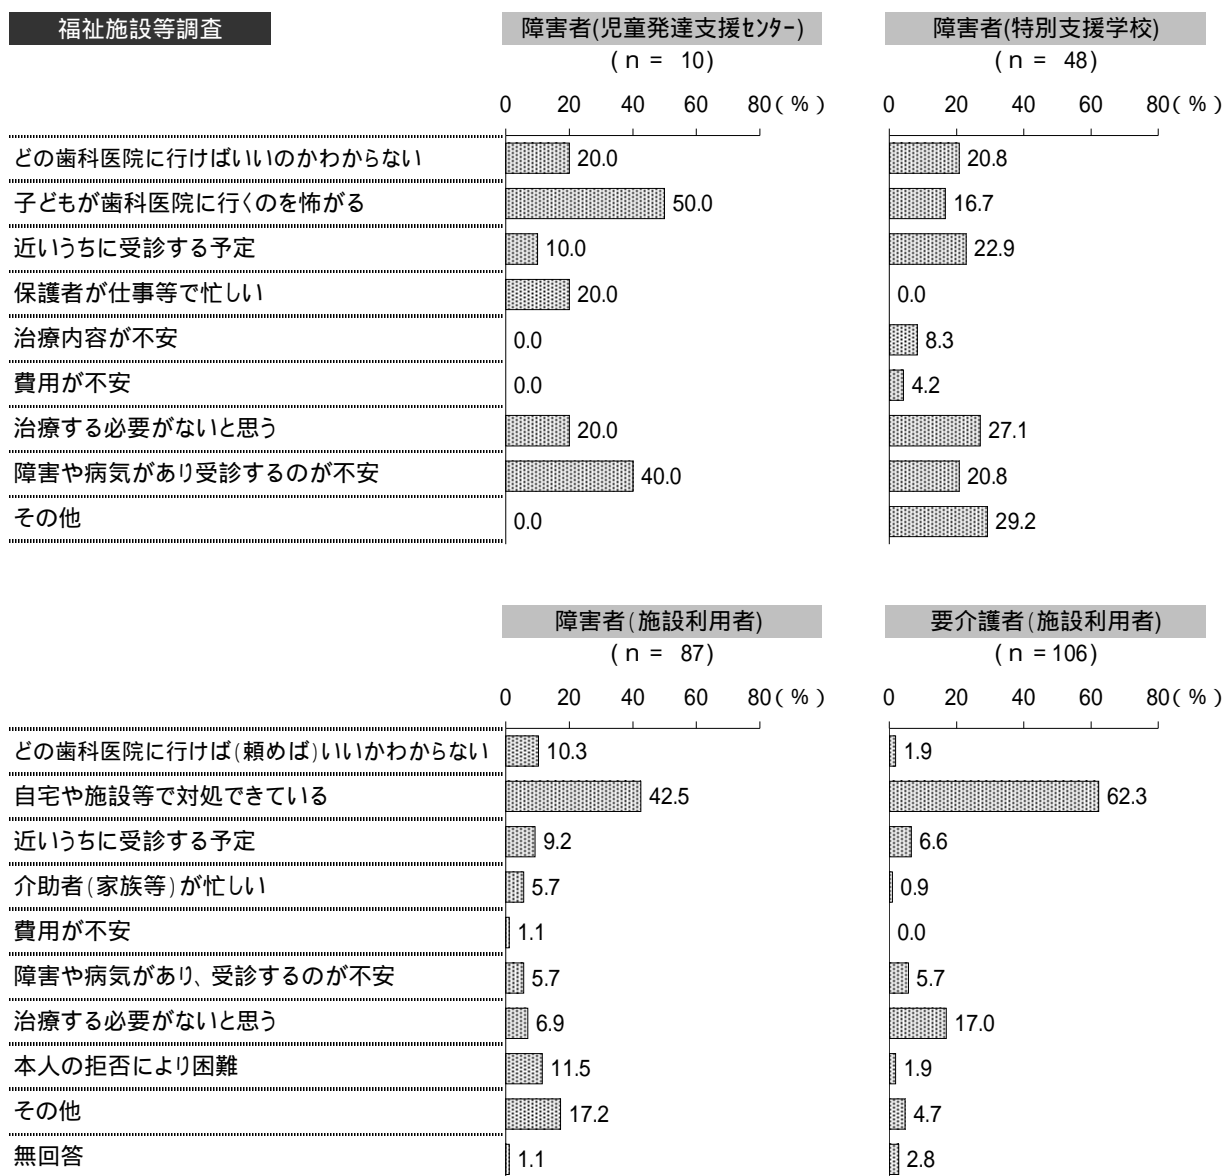 福祉施設等調査
障害者(児童発達支援ｾﾝﾀｰ) 障害者(特別支援学校)
(n= 10) (n= 48)
0 20 40 60 80(%) 0 20 40 60 80(%)
どの歯科医院に行けばいいのかわからない 20.0 20.8
子どもが歯科医院に行くのを怖がる 50.0 16.7
近いうちに受診する予定 10.0 22.9
保護者が仕事等で忙しい 20.0 0.0
治療内容が不安 0.0 8.3
費用が不安 0.0 4.2
治療する必要がないと思う 20.0 27.1
障害や病気があり受診するのが不安 40.0 20.8
その他 0.0 29.2
障害者(施設利用者) 要介護者(施設利用者)
(n= 87) (n=106)
0 20 40 60 80(%) 0 20 40 60 80(%)
どの歯科医院に行けば(頼めば)いいかわからない 10.3 1.9
自宅や施設等で対処できている 42.5 62.3
近いうちに受診する予定 9.2 6.6
介助者(家族等)が忙しい 5.7 0.9
費用が不安 1.1 0.0
障害や病気があり、受診するのが不安 5.7 5.7
治療する必要がないと思う 6.9 17.0
本人の拒否により困難 11.5 1.9
その他 17.2 4.7
無回答 1.1 2.8